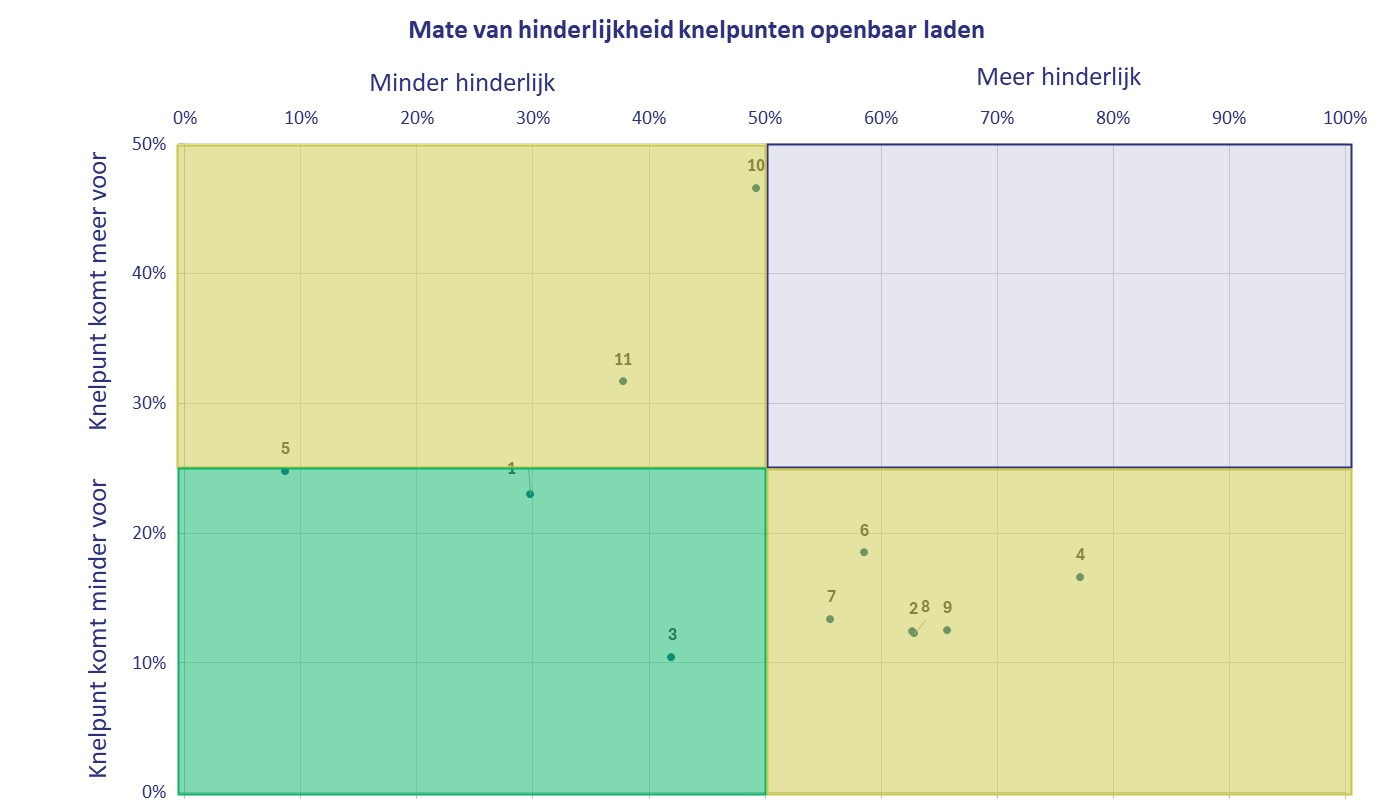 Mate van hinderlijkheid knelpunten openbaar laden
Minder hinderlijk
Meer hinderlijk
0% 10% 20% 30% 40% 50% 60% 70% 80% 90% 100%
Knelpunt komt meer voor
Knelpunt komt minder voor
50%
40%
30%
20%
10%
0%
10
11
5
1
6
4
7
2 8 9
3